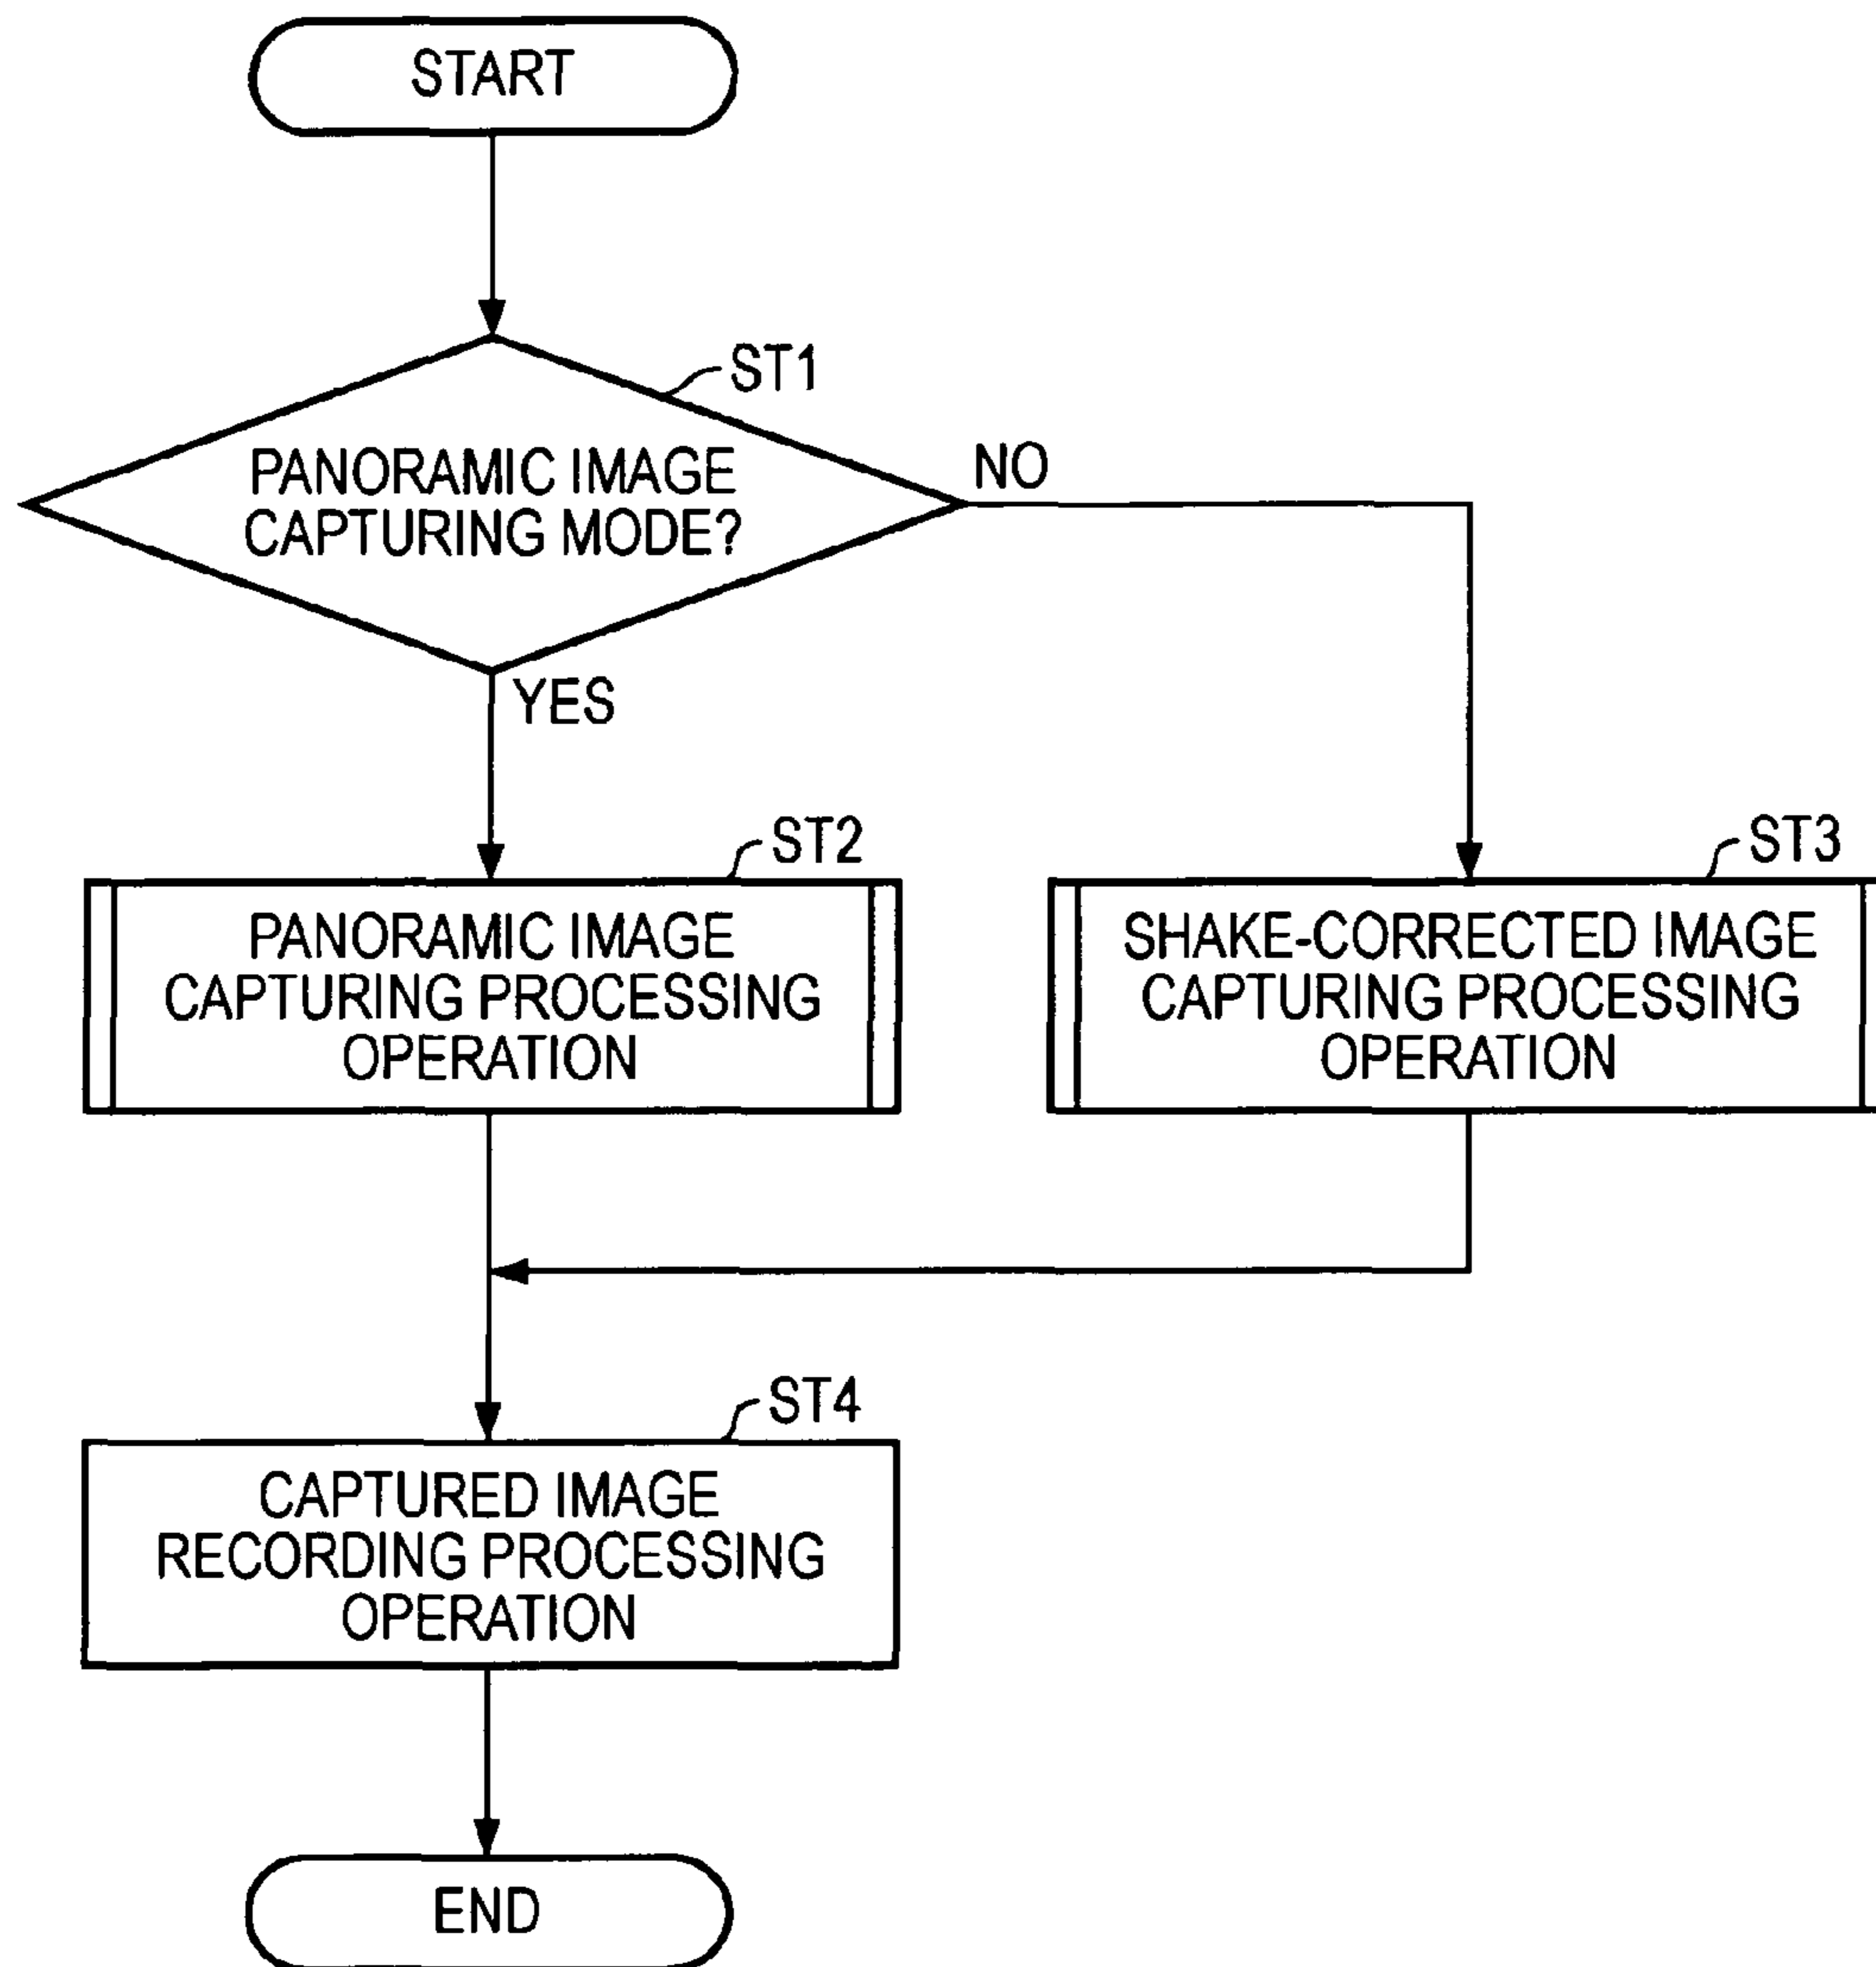 START
ST1
PANORAMIC IMAGE
CAPTURING MODE?
NO
YES
ST2
PANORAMIC IMAGE
CAPTURING PROCESSING
OPERATION
ST3
SHAKE-CORRECTED IMAGE
CAPTURING PROCESSING
OPERATION
ST4
CAPTURED IMAGE
RECORDING PROCESSING
OPERATION
END